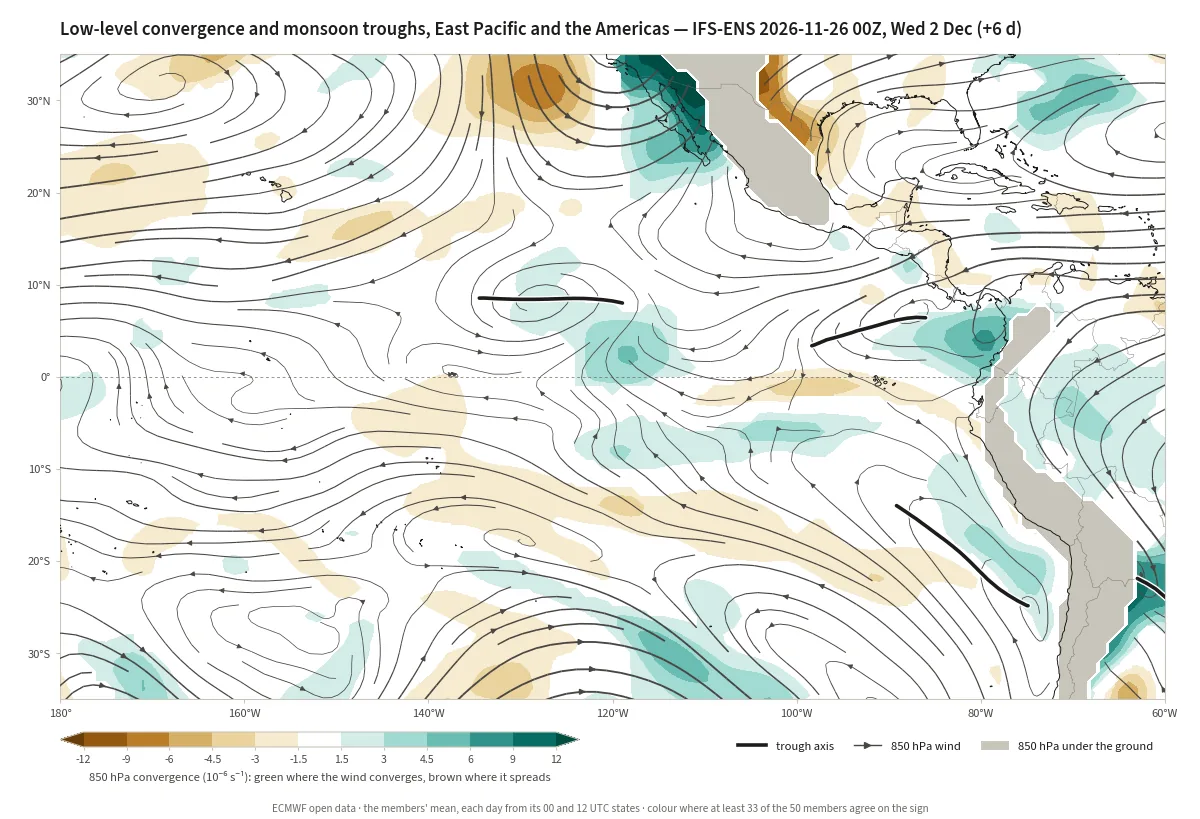 Low-level convergence and monsoon troughs, East Pacific and the Americas — IFS-ENS 2026-11-26 00Z, Wed 2 Dec (+6 d)
30°N
20°N
10°N
0°
10°S
20°S
30°S
180° 160°W 140°W 120°W 100°W 80°W 60°W
-12 -9 -6 -4.5 -3 -1.5 1.5 3 4.5 6 9 12
850 hPa convergence (10⁻⁶ s⁻¹): green where the wind converges, brown where it spreads
trough axis 850 hPa wind 850 hPa under the ground
ECMWF open data · the members' mean, each day from its 00 and 12 UTC states · colour where at least 33 of the 50 members agree on the sign